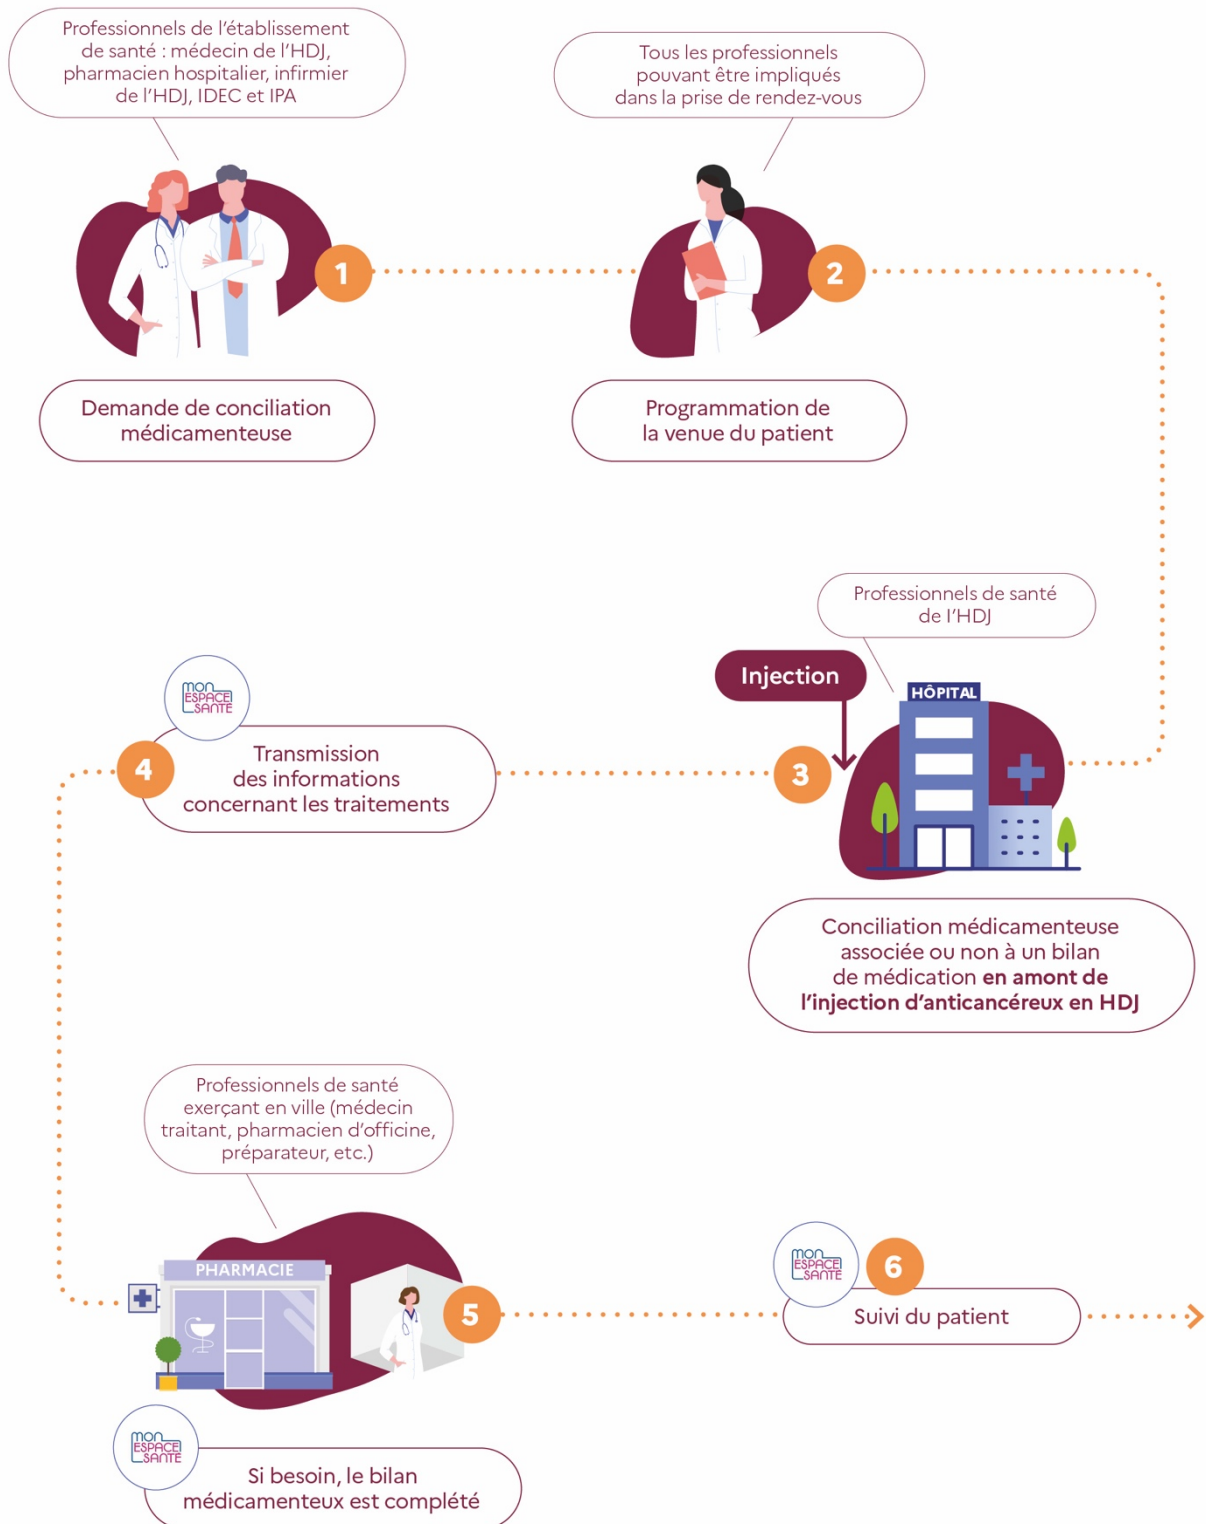 Professionnels de l’établissement
de santé : médecin de l’HDJ,
pharmacien hospitalier, infirmier
de l’HDJ, IDEC et IPA
Tous les professionnels
pouvant être impliqués
dans la prise de rendez-vous
1
2
Demande de conciliation
médicamenteuse
Programmation de
la venue du patient
Professionnels de santé
de l’HDJ
Injection
HÔPITAL
3
Conciliation médicamenteuse
associée ou non à un bilan
de médication en amont de
l’injection d’anticancéreux en HDJ
mon
ESPACE
SANTÉ
4
Transmission
des informations
concernant les traitements
Professionnels de santé
exerçant en ville (médecin
traitant, pharmacien d’officine,
préparateur, etc.)
PHARMACIE
5
mon
ESPACE
SANTÉ
Si besoin, le bilan
médicamenteux est complété
mon
ESPACE
SANTÉ
6
Suivi du patient